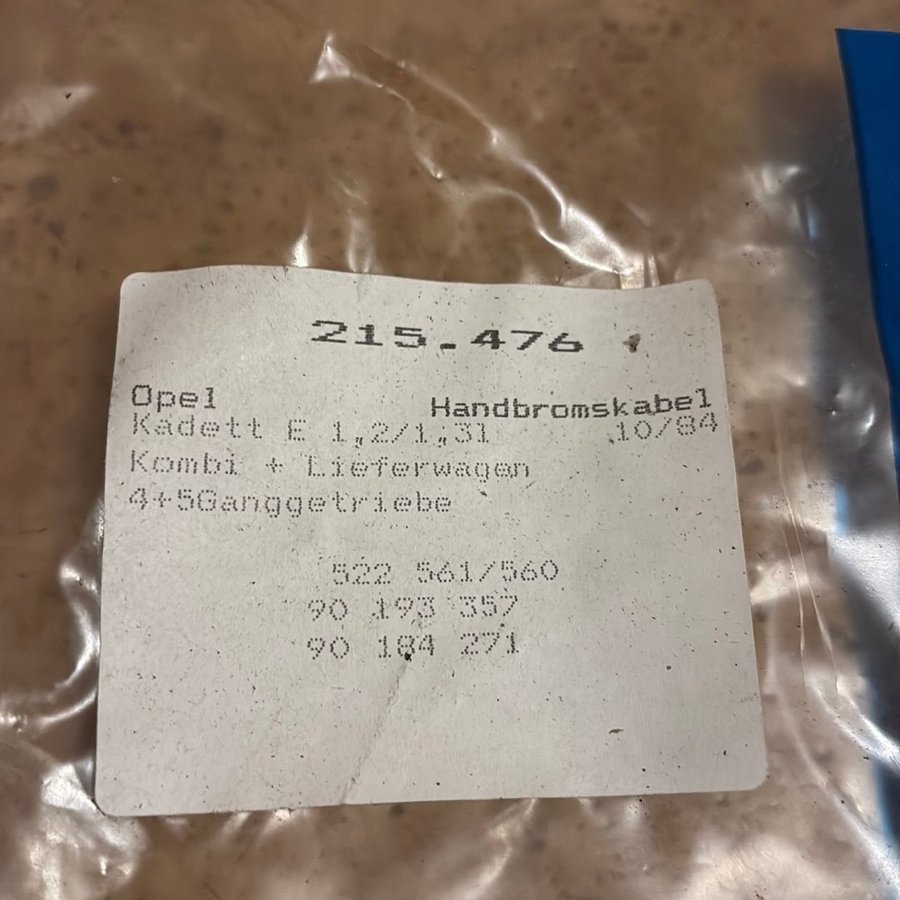 215.476
Opel Handbromskabel
Kadett E 1,2/1,3l 10/84
Kombi + Lieferwagen
4+5Ganggetriebe
522 561/560
90 193 357
90 184 271